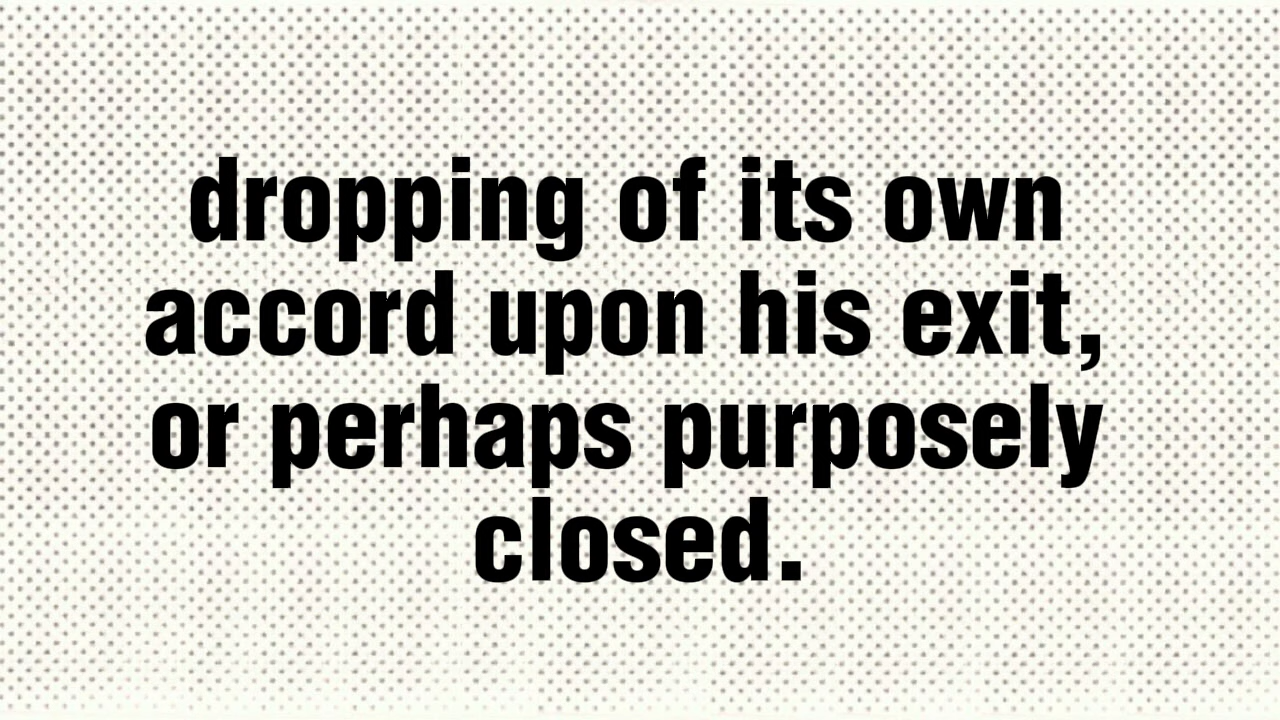 dropping of its own
accord upon his exit,
or perhaps purposely
closed.